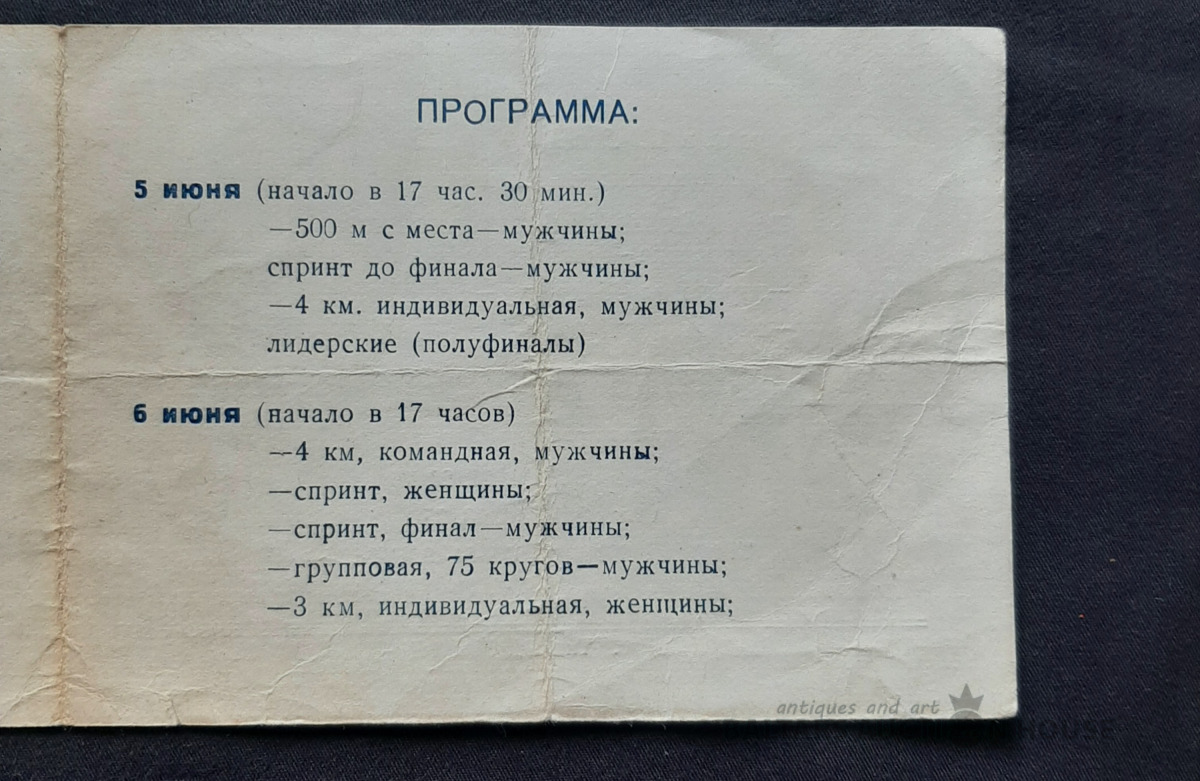 ПРОГРАММА:
5 июня (начало в 17 час. 30 мин.)
—500 м с места—мужчины;
спринт до финала—мужчины;
—4 км. индивидуальная, мужчины;
лидерские (полуфиналы)
6 июня (начало в 17 часов)
—4 км, командная, мужчины;
—спринт, женщины;
—спринт, финал—мужчины;
—групповая, 75 кругов—мужчины;
—3 км, индивидуальная, женщины;
antiques and art
HOUSE